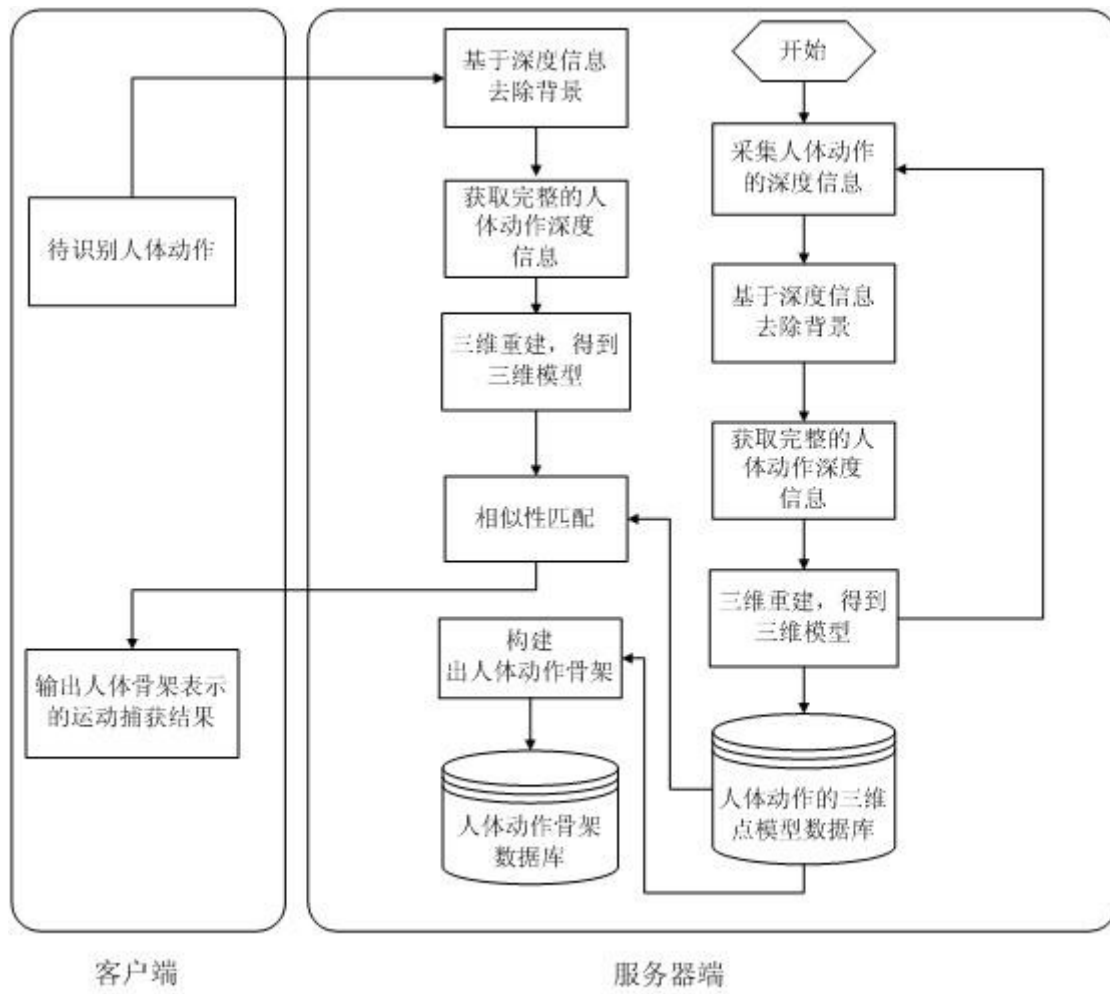 待识别人体动作
输出人体骨架表示
的运动捕获结果
基于深度信息
去除背景
获取完整的人
体动作深度
信息
三维重建，得到
三维模型
相似性匹配
构建
出人体动作骨架
人体动作骨架
数据库
开始
采集人体动作
的深度信息
基于深度信息
去除背景
获取完整的人
体动作深度
信息
三维重建，得到
三维模型
人体动作的三维
点模型数据库
客户端
服务器端